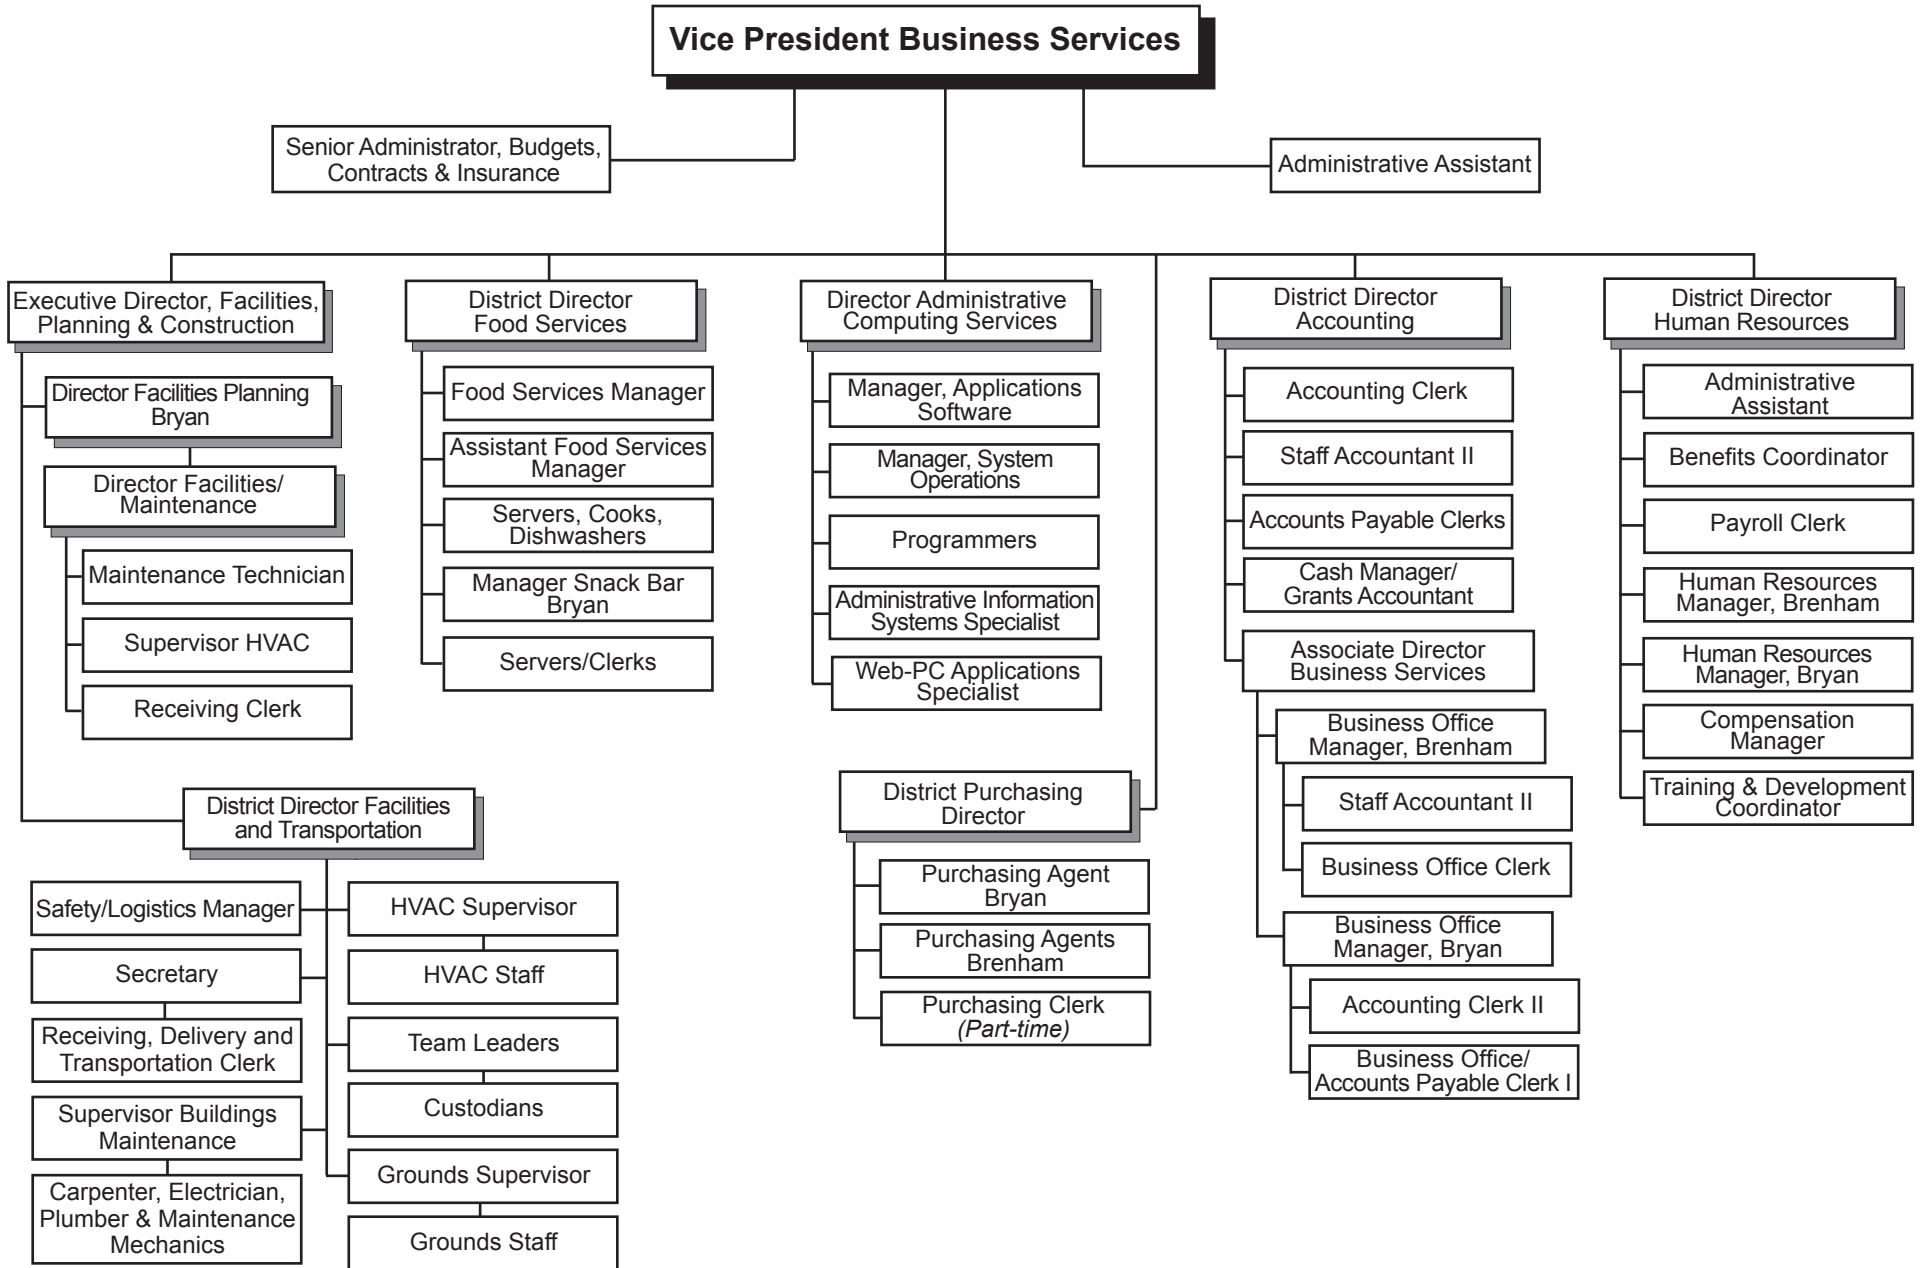 Vice President Business Services
Senior Administrator, Budgets,
Contracts & Insurance
Administrative Assistant
Executive Director, Facilities,
Planning & Construction
Director Facilities Planning
Bryan
Director Facilities/
Maintenance
Maintenance Technician
Supervisor HVAC
Receiving Clerk
District Director Facilities
and Transportation
Safety/Logistics Manager
Secretary
Receiving, Delivery and
Transportation Clerk
Supervisor Buildings
Maintenance
Carpenter, Electrician,
Plumber & Maintenance
Mechanics
HVAC Supervisor
HVAC Staff
Team Leaders
Custodians
Grounds Supervisor
Grounds Staff
District Director
Food Services
Food Services Manager
Assistant Food Services
Manager
Servers, Cooks,
Dishwashers
Manager Snack Bar
Bryan
Servers/Clerks
Director Administrative
Computing Services
Manager, Applications
Software
Manager, System
Operations
Programmers
Administrative Information
Systems Specialist
Web-PC Applications
Specialist
District Purchasing
Director
Purchasing Agent
Bryan
Purchasing Agents
Brenham
Purchasing Clerk
(Part-time)
District Director
Accounting
Accounting Clerk
Staff Accountant II
Accounts Payable Clerks
Cash Manager/
Grants Accountant
Associate Director
Business Services
Business Office
Manager, Brenham
Staff Accountant II
Business Office Clerk
Business Office
Manager, Bryan
Accounting Clerk II
Business Office/
Accounts Payable Clerk I
District Director
Human Resources
Administrative
Assistant
Benefits Coordinator
Payroll Clerk
Human Resources
Manager, Brenham
Human Resources
Manager, Bryan
Compensation
Manager
Training & Development
Coordinator